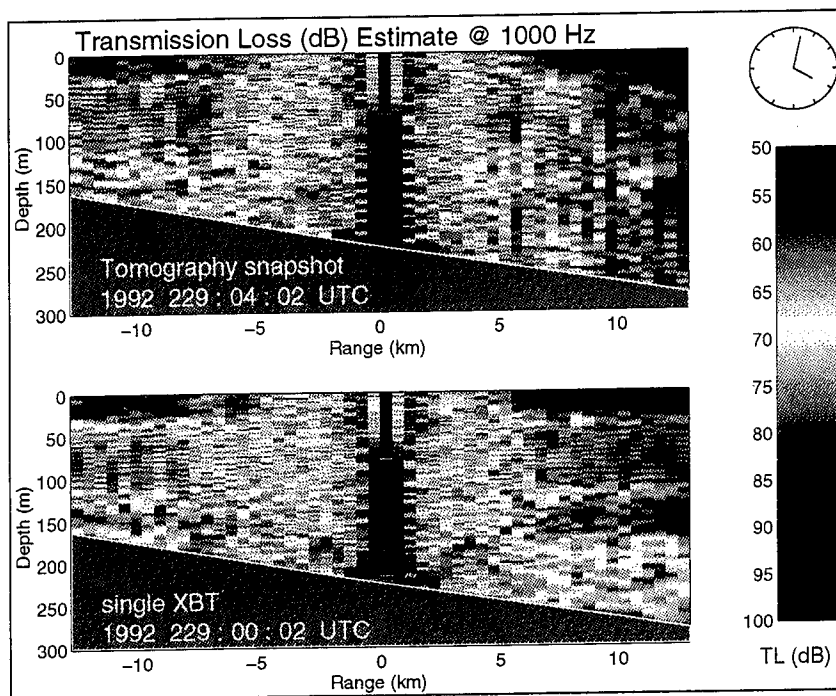 Transmission Loss (dB) Estimate @ 1000 Hz
0
50
100
150
200
250
300
Depth (m)
Tomography snapshot
1992 229 : 04 : 02 UTC
−10 −5 0 5 10
Range (km)
0
50
100
150
200
250
300
Depth (m)
single XBT
1992 229 : 00 : 02 UTC
−10 −5 0 5 10
Range (km)
50
55
60
65
70
75
80
85
90
95
100
TL (dB)